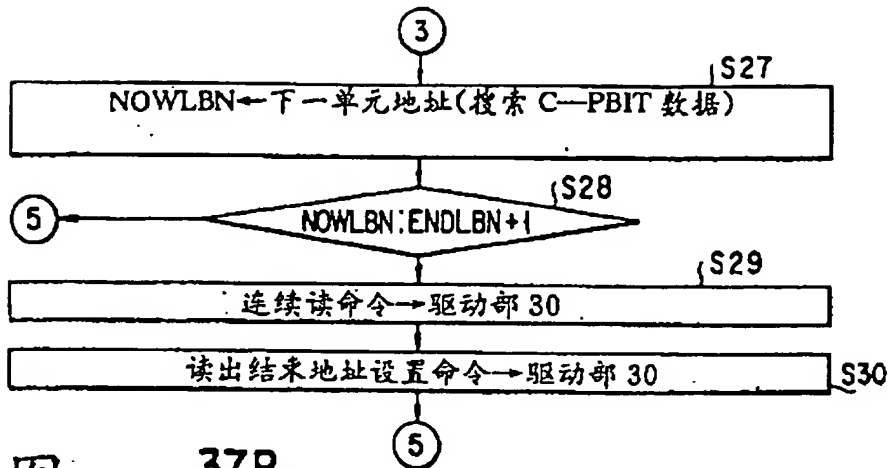 3
S27
NOWLBN←下一单元地址(搜索 C—PBIT 数据)
S28
5
NOWLBN:ENDLBN+1
S29
连续读命令→驱动部 30
读出结束地址设置命令→驱动部 30
S30
5
图 37B